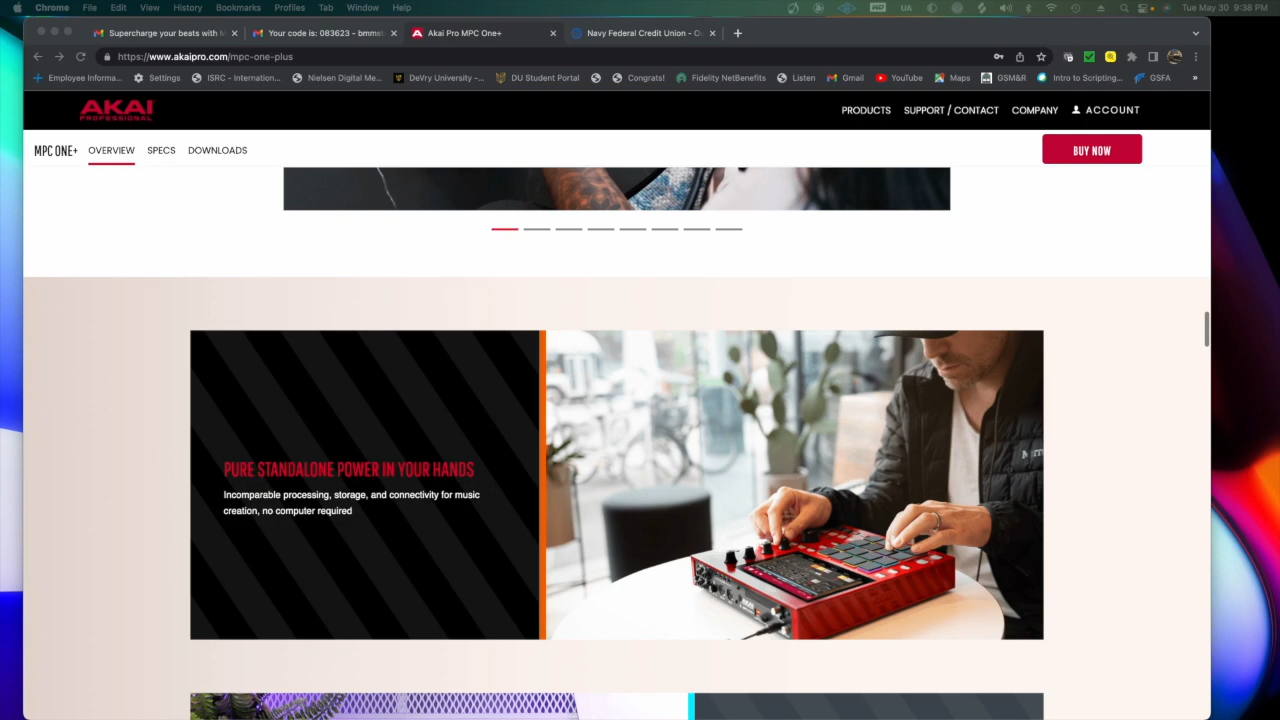 Chrome File Edit View History Bookmarks Profiles Tab Window Help UA Tue May 30 9:38 PM
Supercharge your beats with M Your code is: 083623 - bmmst Akai Pro MPC One+ Navy Federal Credit Union - O
https://www.akaipro.com/mpc-one-plus
Employee Informa... Settings ISRC - Internation... Nielsen Digital Me... DeVry University -... DU Student Portal Congrats! Fidelity NetBenefits Listen Gmail YouTube Maps GSM&R Intro to Scripting... GSFA »
AKAI
PROFESSIONAL
PRODUCTS SUPPORT / CONTACT COMPANY ACCOUNT
MPC ONE+ OVERVIEW SPECS DOWNLOADS BUY NOW
PURE STANDALONE POWER IN YOUR HANDS
Incomparable processing, storage, and connectivity for music
creation, no computer required
AKAI